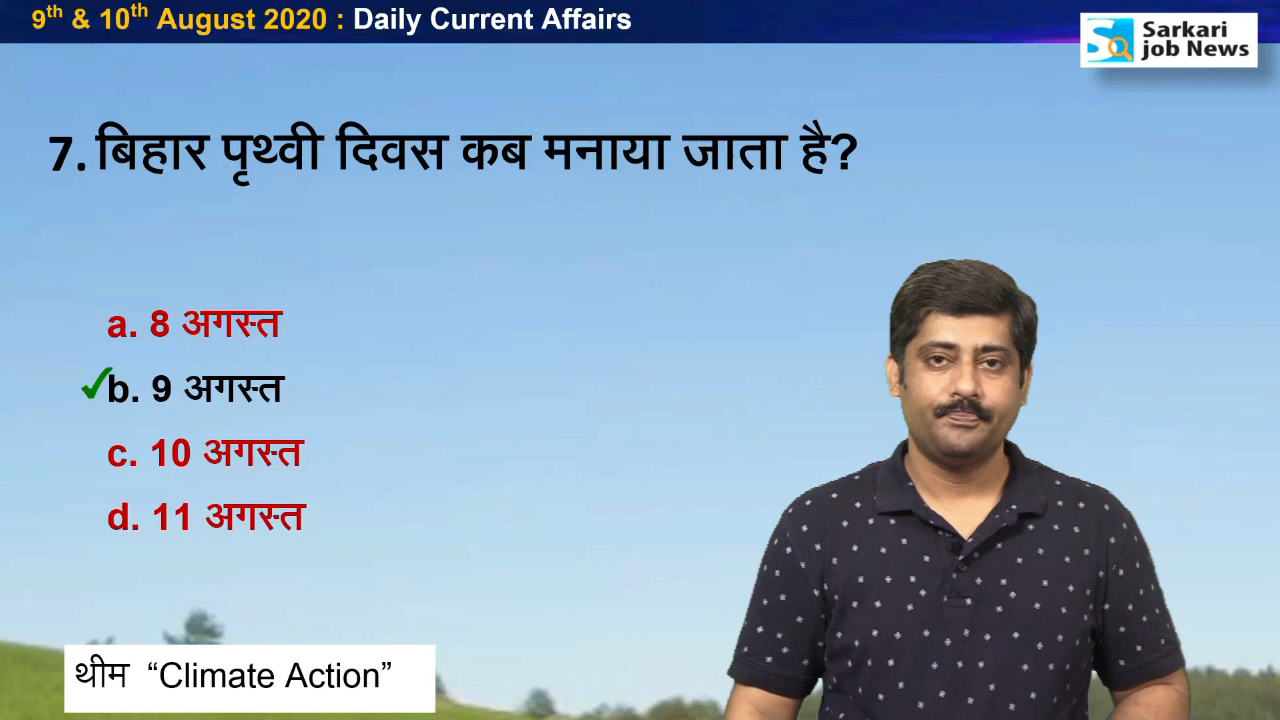 9th & 10th August 2020 : Daily Current Affairs
Sarkari
job News
7. बिहार पृथ्वी दिवस कब मनाया जाता है?
a. 8 अगस्त
b. 9 अगस्त
c. 10 अगस्त
d. 11 अगस्त
थीम “Climate Action”